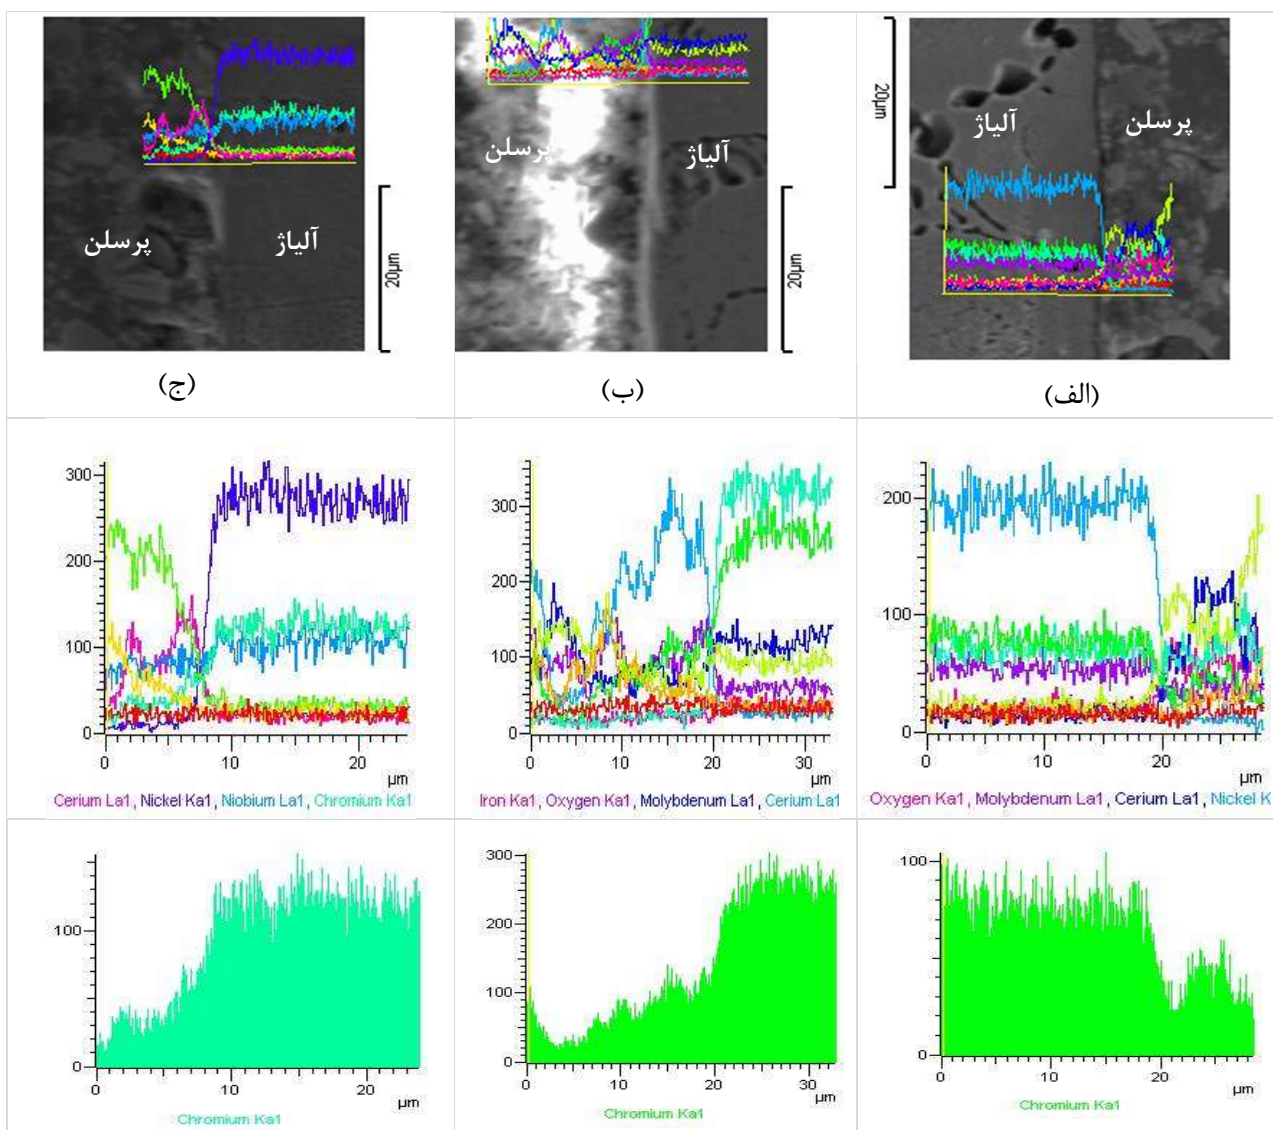 آلیاژ
پرسلن
20µm
(الف)
پرسلن
آلیاژ
20µm
(ب)
پرسلن
آلیاژ
20µm
(ج)
200
100
0
0 10 20
µm
Oxygen Ka1, Molybdenum La1, Cerium La1, Nickel K
300
200
100
0
0 10 20 30
µm
Iron Ka1, Oxygen Ka1, Molybdenum La1, Cerium La1
300
200
100
0
0 10 20
µm
Cerium La1, Nickel Ka1, Niobium La1, Chromium Ka1
100
0
0 10 20
µm
Chromium Ka1
300
200
100
0
0 10 20 30
µm
Chromium Ka1
100
0
0 10 20
µm
Chromium Ka1